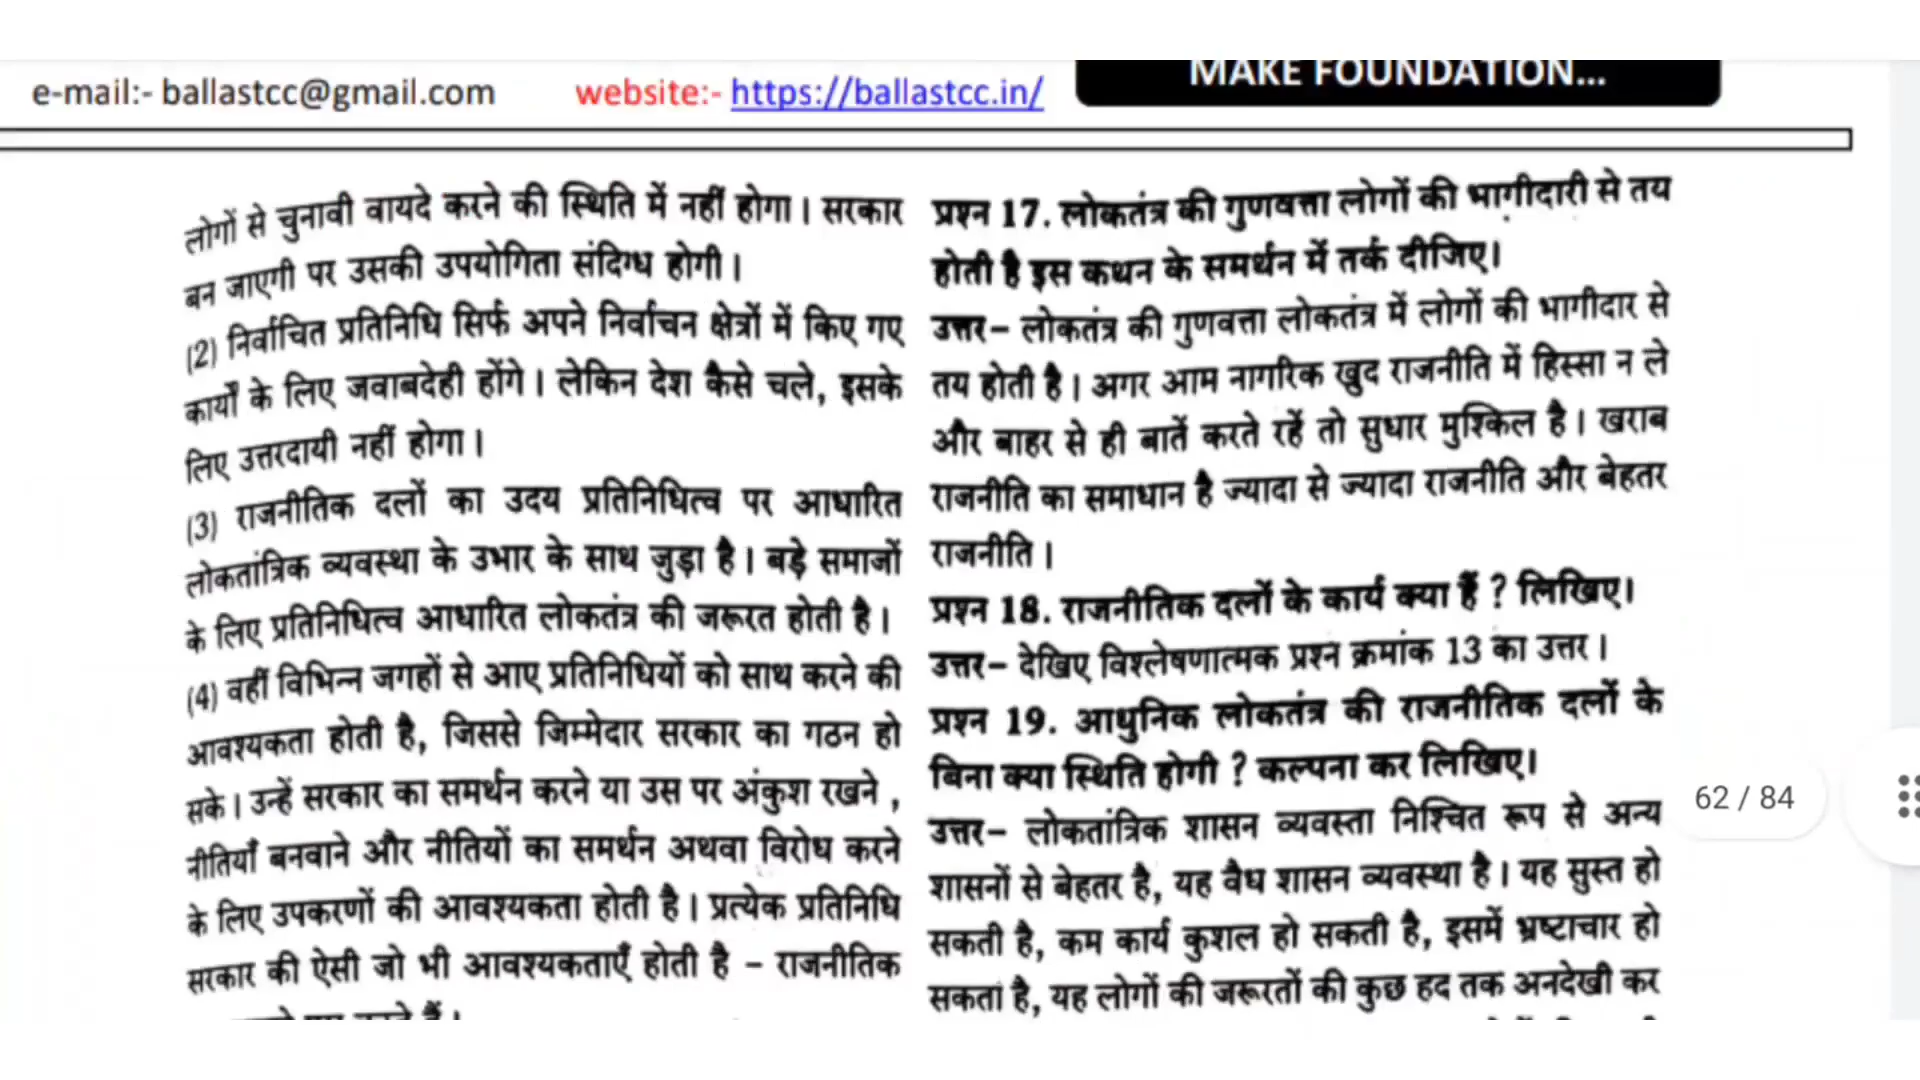 e-mail:- ballastcc@gmail.com website:- https://ballastcc.in/
MAKE FOUNDATION...
लोगों से चुनावी वायदे करने की स्थिति में नहीं होगा। सरकार
बन जाएगी पर उसकी उपयोगिता संदिग्ध होगी।
(2) निर्वाचित प्रतिनिधि सिर्फ अपने निर्वाचन क्षेत्रों में किए गए
कार्यों के लिए जवाबदेही होंगे। लेकिन देश कैसे चले, इसके
लिए उत्तरदायी नहीं होगा।
(3) राजनीतिक दलों का उदय प्रतिनिधित्व पर आधारित
लोकतांत्रिक व्यवस्था के उभार के साथ जुड़ा है। बड़े समाजों
के लिए प्रतिनिधित्व आधारित लोकतंत्र की जरूरत होती है।
(4) वहीं विभिन्न जगहों से आए प्रतिनिधियों को साथ करने की
आवश्यकता होती है, जिससे जिम्मेदार सरकार का गठन हो
सके। उन्हें सरकार का समर्थन करने या उस पर अंकुश रखने ,
नीतियाँ बनवाने और नीतियों का समर्थन अथवा विरोध करने
के लिए उपकरणों की आवश्यकता होती है। प्रत्येक प्रतिनिधि
सरकार की ऐसी जो भी आवश्यकताएँ होती है – राजनीतिक
प्रश्न 17. लोकतंत्र की गुणवत्ता लोगों की भागीदारी से तय
होती है इस कथन के समर्थन में तर्क दीजिए।
उत्तर– लोकतंत्र की गुणवत्ता लोकतंत्र में लोगों की भागीदार से
तय होती है। अगर आम नागरिक खुद राजनीति में हिस्सा न ले
और बाहर से ही बातें करते रहें तो सुधार मुश्किल है। खराब
राजनीति का समाधान है ज्यादा से ज्यादा राजनीति और बेहतर
राजनीति।
प्रश्न 18. राजनीतिक दलों के कार्य क्या हैं ? लिखिए।
उत्तर– देखिए विश्लेषणात्मक प्रश्न क्रमांक 13 का उत्तर।
प्रश्न 19. आधुनिक लोकतंत्र की राजनीतिक दलों के
बिना क्या स्थिति होगी ? कल्पना कर लिखिए।
उत्तर– लोकतांत्रिक शासन व्यवस्ता निश्चित रूप से अन्य
शासनों से बेहतर है, यह वैध शासन व्यवस्था है। यह सुस्त हो
सकती है, कम कार्य कुशल हो सकती है, इसमें भ्रष्टाचार हो
सकता है, यह लोगों की जरूरतों की कुछ हद तक अनदेखी कर
62 / 84